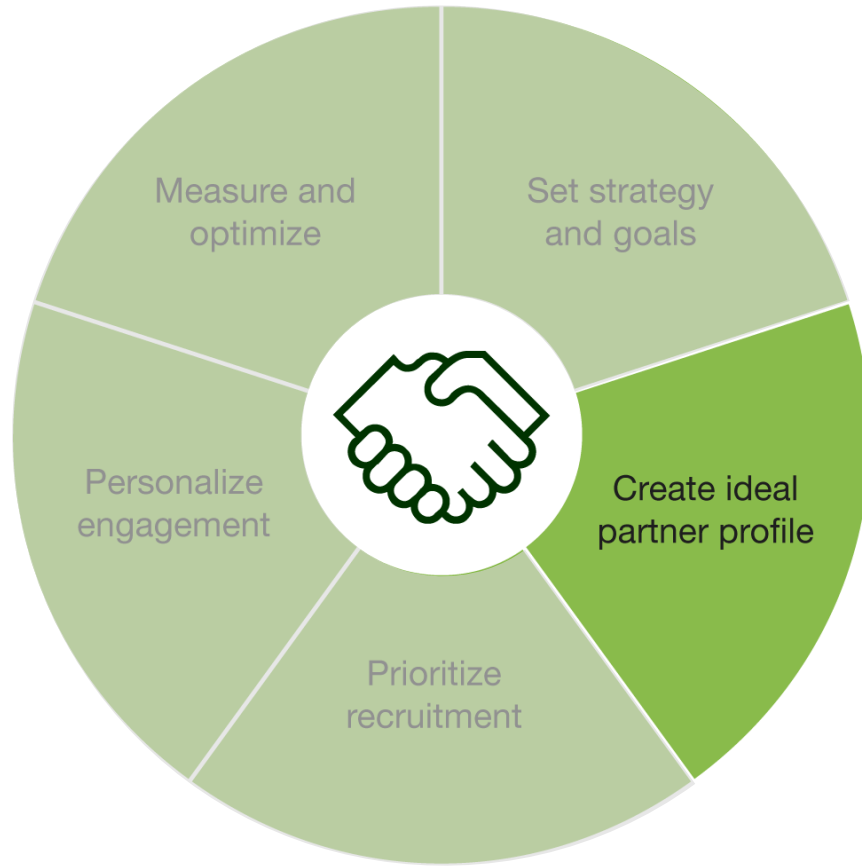 Measure and
optimize
Set strategy
and goals
Personalize
engagement
Create ideal
partner profile
Prioritize
recruitment